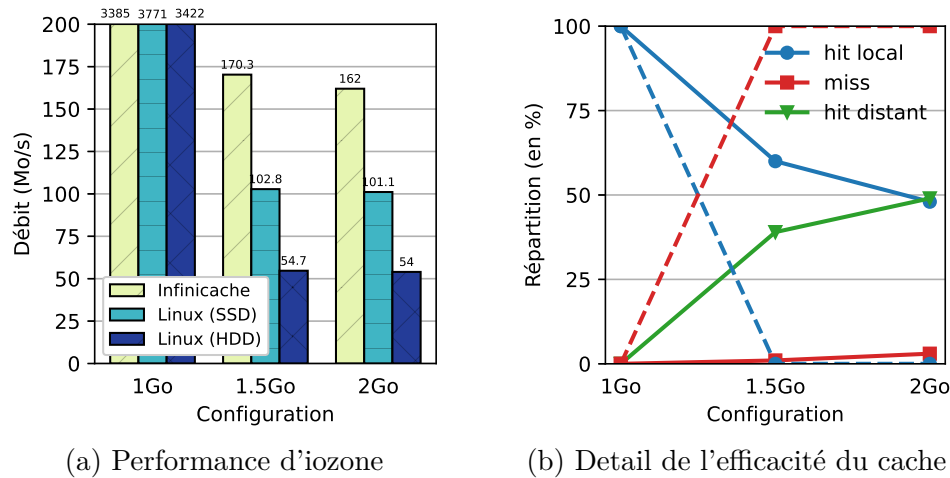 3385 3771 3422
200
175
150
125
100
75
50
25
0
Débit (Mo/s)
170.3
162
102.8
101.1
54.7
54
Infinicache
Linux (SSD)
Linux (HDD)
1Go 1.5Go 2Go
Configuration
(a) Performance d'iozone
100
75
50
25
0
Répartition (en %)
hit local
miss
hit distant
1Go 1.5Go 2Go
Configuration
(b) Detail de l'efficacité du cache